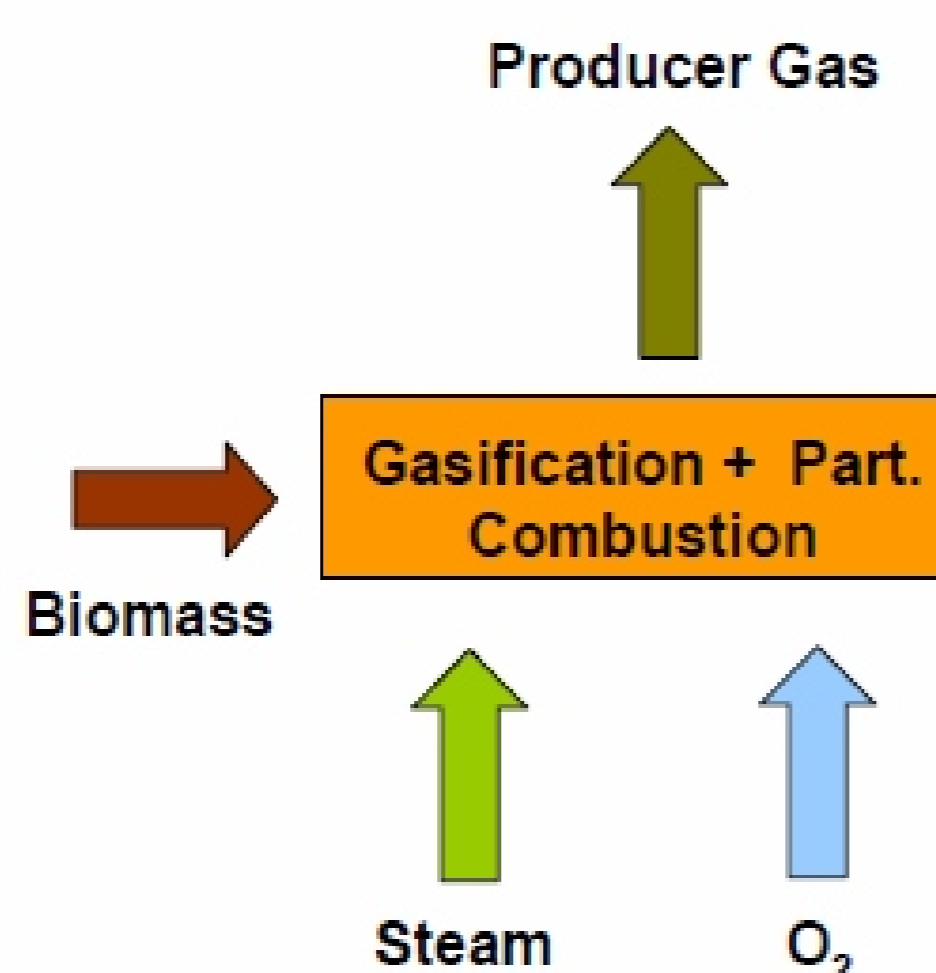 Producer Gas
Gasification + Part.
Combustion
Biomass
Steam
O₂